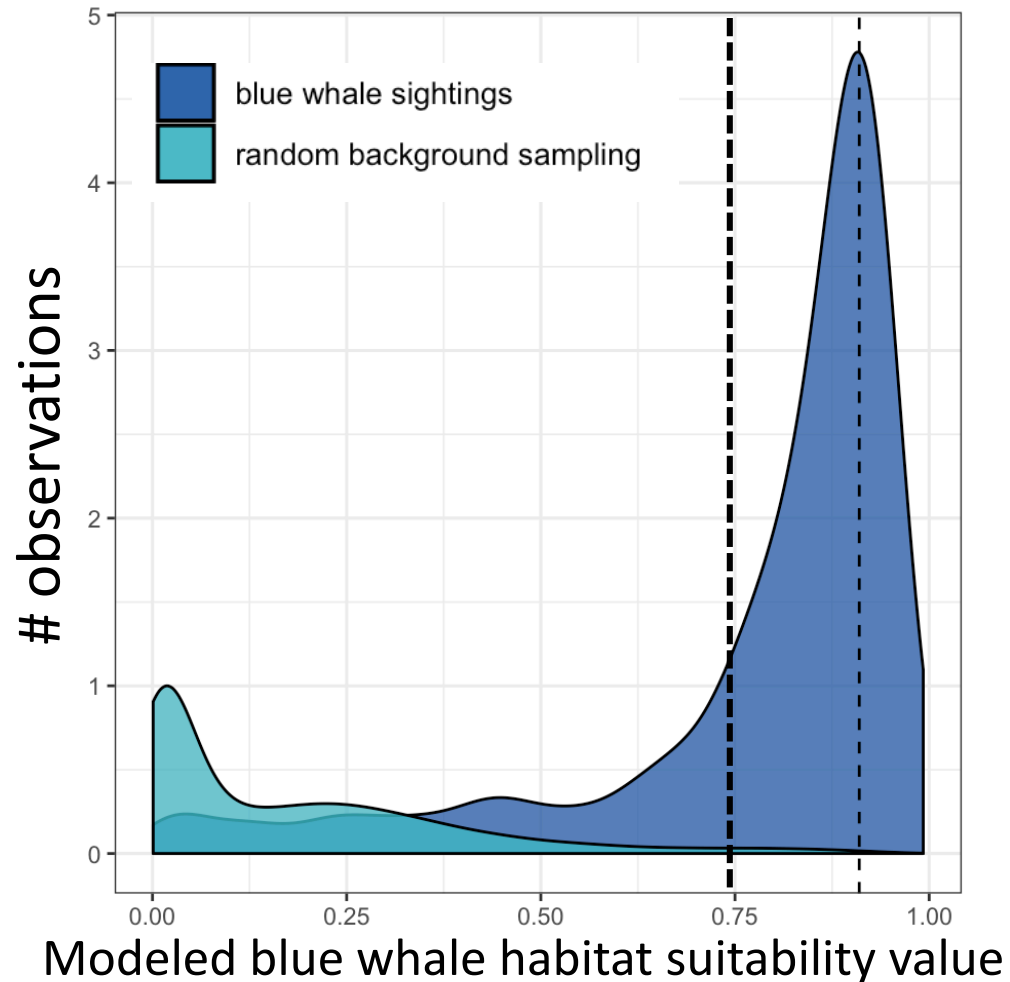 blue whale sightings
random background sampling
# observations
5
4
3
2
1
0
0.00 0.25 0.50 0.75 1.00
Modeled blue whale habitat suitability value